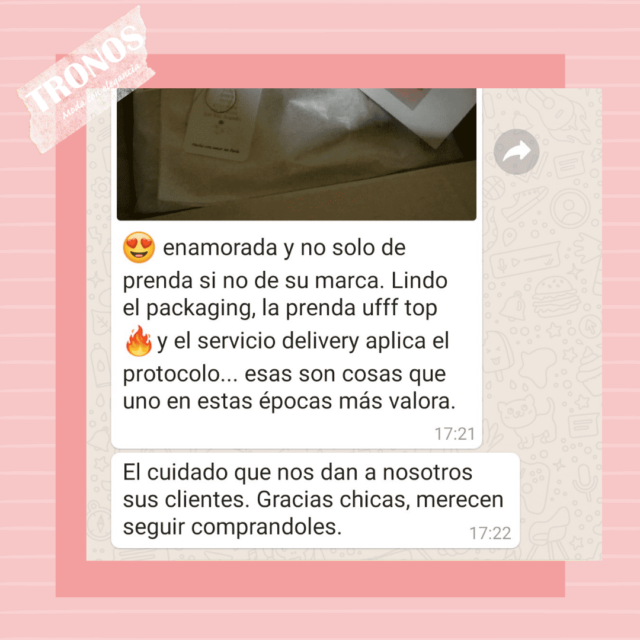 TRONOS
😍 enamorada y no solo de
prenda si no de su marca. Lindo
el packaging, la prenda ufff top
🔥 y el servicio delivery aplica el
protocolo... esas son cosas que
uno en estas épocas más valora.
17:21
El cuidado que nos dan a nosotros
sus clientes. Gracias chicas, merecen
seguir comprandoles.
17:22